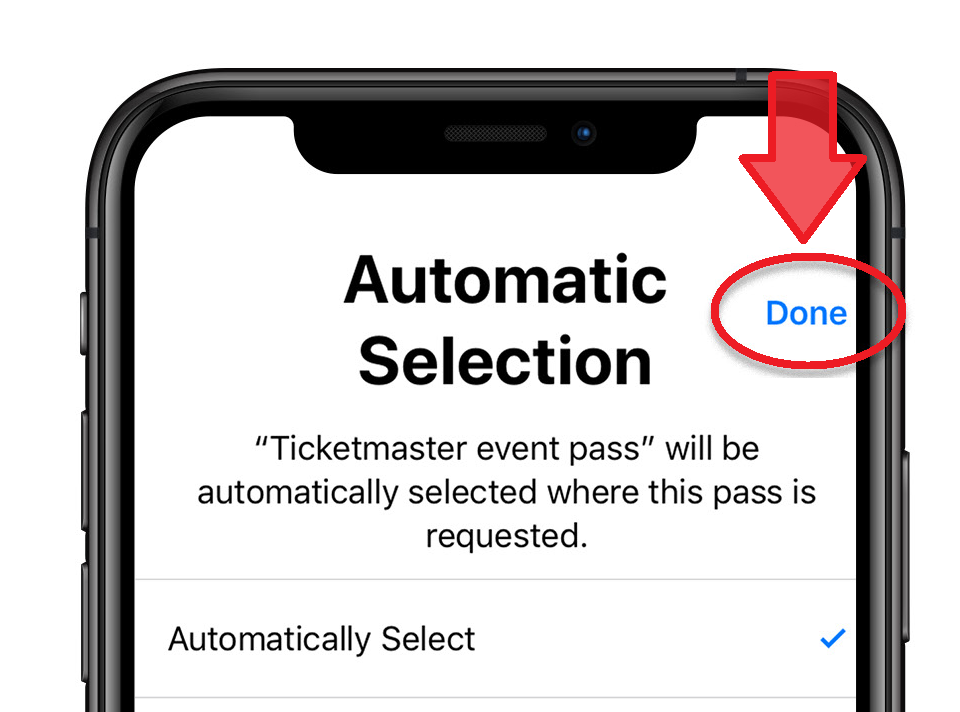 Automatic
Selection
Done
“Ticketmaster event pass” will be
automatically selected where this pass is
requested.
Automatically Select